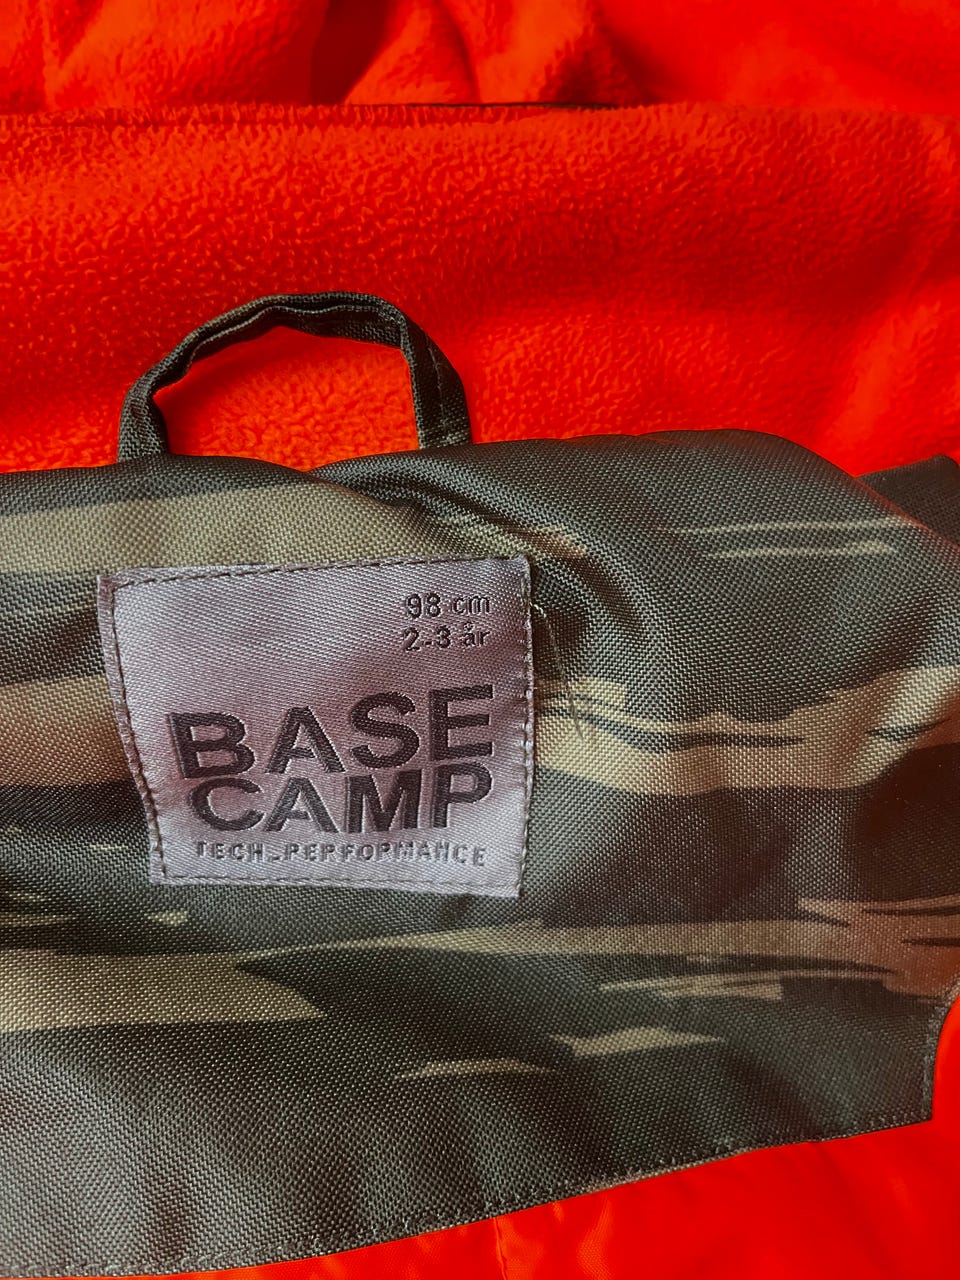 98 cm
2-3 år
BASE
CAMP
TECH_PERFORMANCE